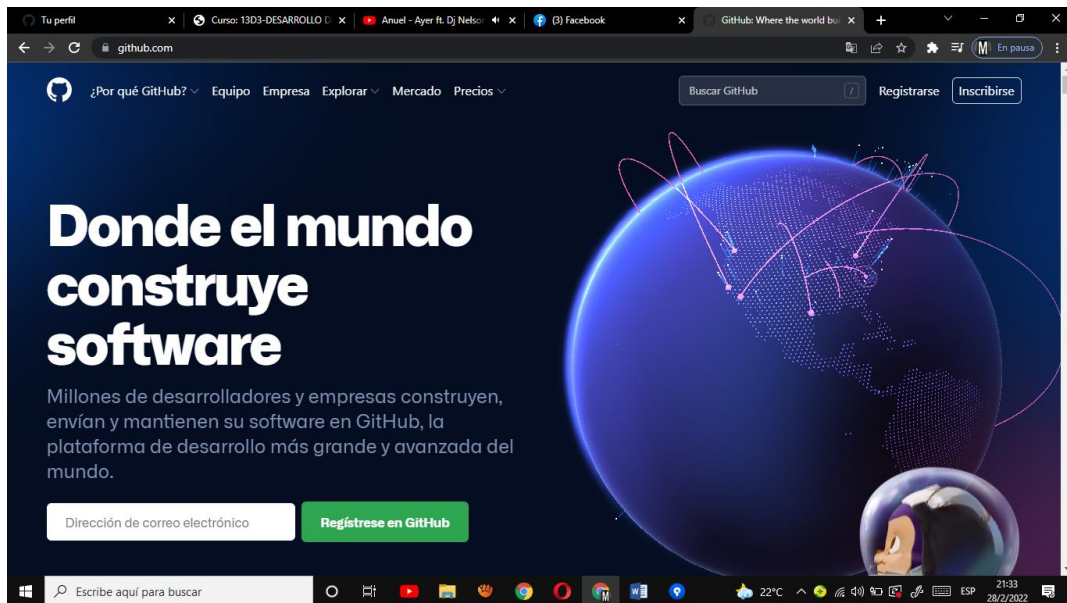 Tu perfil
Curso: 13D3-DESARROLLO D
Anuel - Ayer ft. Dj Nelson
(3) Facebook
GitHub: Where the world bui
github.com
En pausa
¿Por qué GitHub?
Equipo
Empresa
Explorar
Mercado
Precios
Buscar GitHub
/
Registrarse
Inscribirse
Donde el mundo
construye
software
Millones de desarrolladores y empresas construyen,
envían y mantienen su software en GitHub, la
plataforma de desarrollo más grande y avanzada del
mundo.
Dirección de correo electrónico
Regístrese en GitHub
Escribe aquí para buscar
22°C
ESP
21:33
28/2/2022